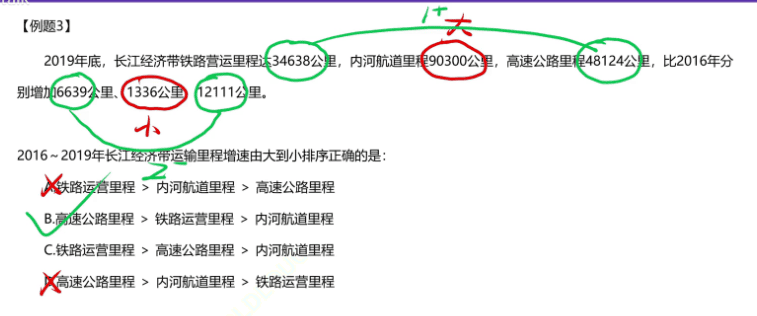 【例题3】
1+ 大
2019年底，长江经济带铁路营运里程达34638公里，内河航道里程90300公里，高速公路里程48124公里，比2016年分
别增加6639公里、1336公里、12111公里。
小
2016～2019年长江经济带运输里程增速由大到小排序正确的是：
2-
A.铁路运营里程 > 内河航道里程 > 高速公路里程
B.高速公路里程 > 铁路运营里程 > 内河航道里程
C.铁路运营里程 > 高速公路里程 > 内河航道里程
D.高速公路里程 > 内河航道里程 > 铁路运营里程